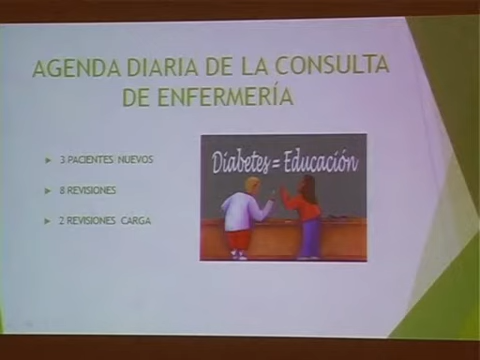 AGENDA DIARIA DE LA CONSULTA
DE ENFERMERÍA
3 PACIENTES NUEVOS
8 REVISIONES
2 REVISIONES CARGA
Diabetes = Educación